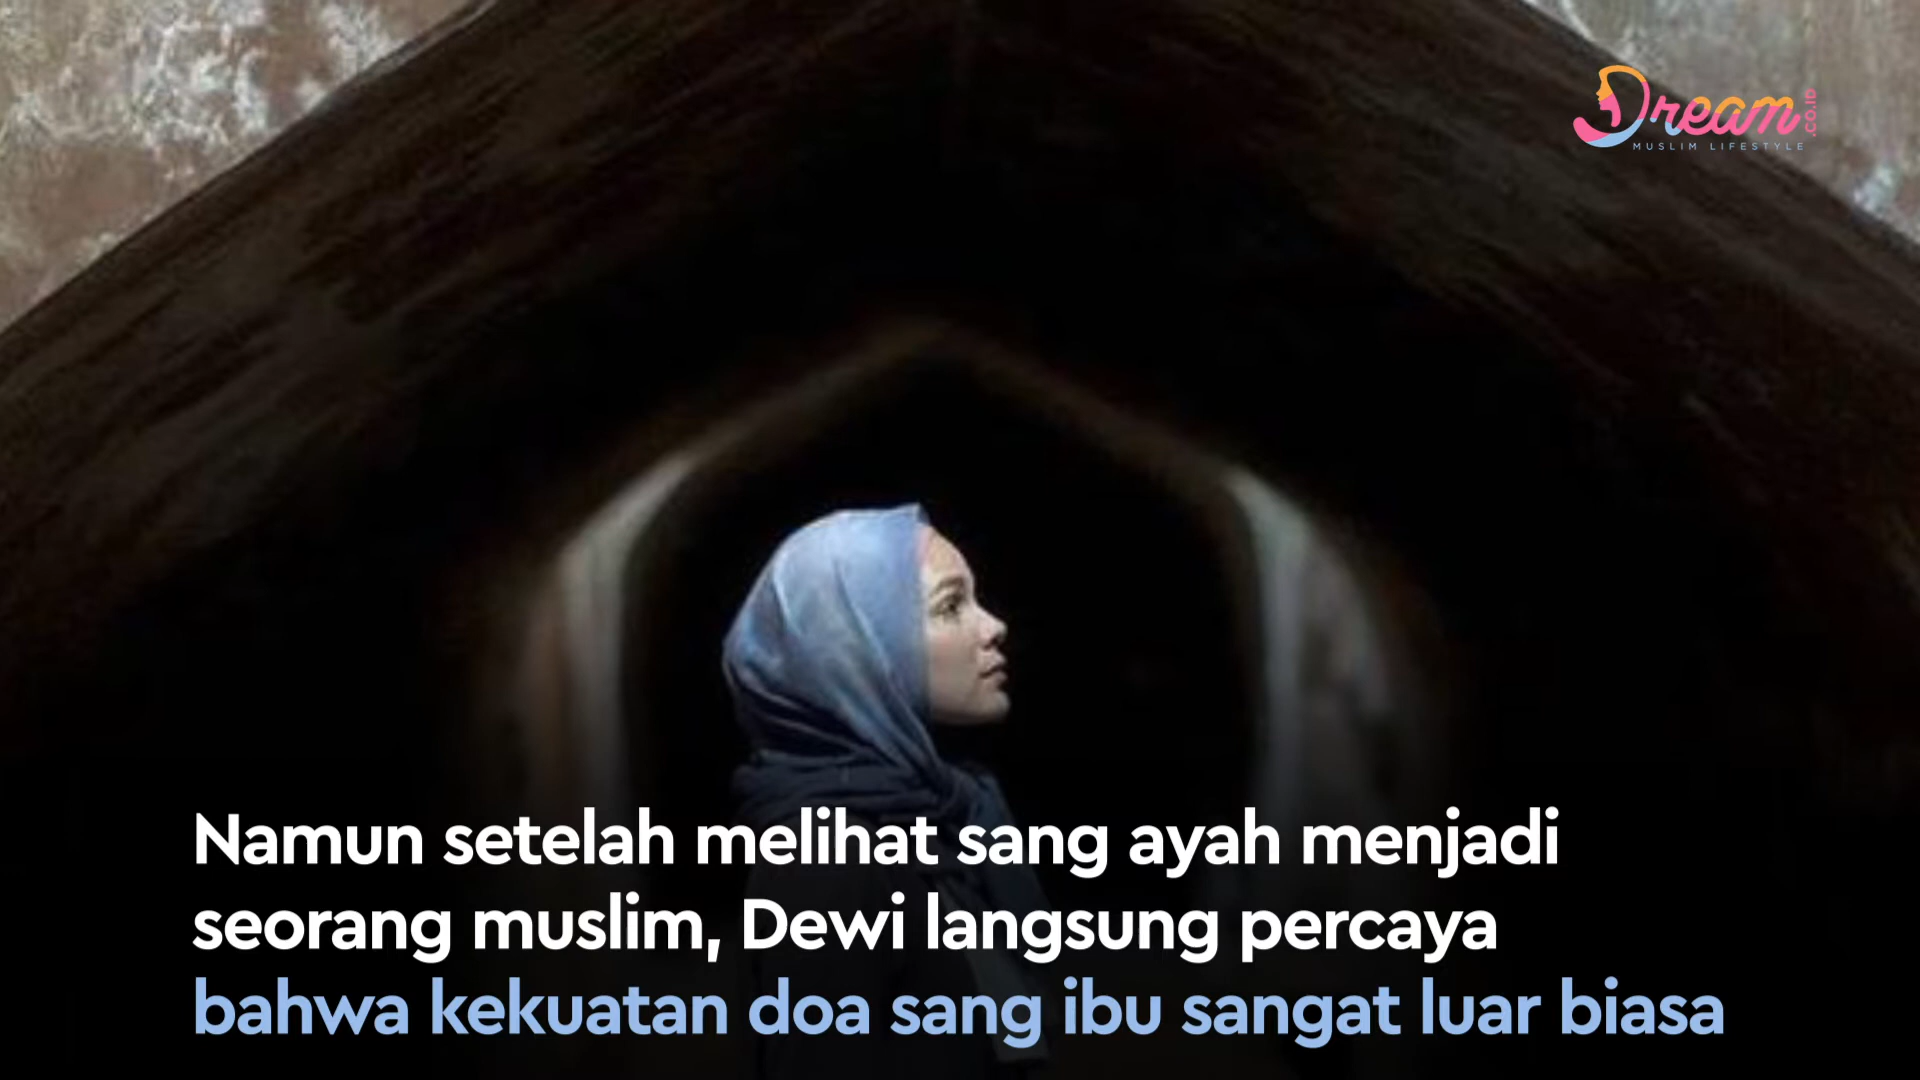 Dream.CO.ID
MUSLIM LIFESTYLE
Namun setelah melihat sang ayah menjadi
seorang muslim, Dewi langsung percaya
bahwa kekuatan doa sang ibu sangat luar biasa